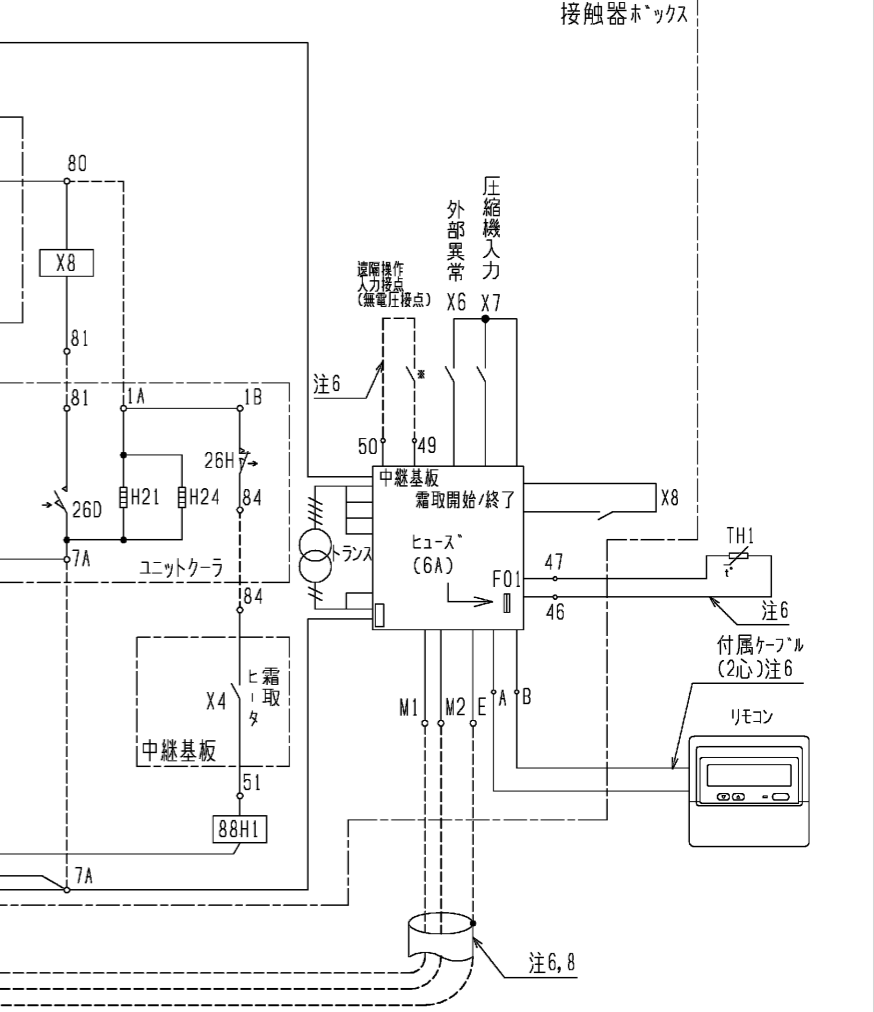 接触器ボックス
80
X8
81
81
1A
1B
26H
84
26D
H21
H24
7A
ユニットクーラ
84
X4
霜取
ヒータ
中継基板
51
88H1
7A
遠隔操作
入力接点
(無電圧接点)
注6
※
50
49
外部異常
圧縮機入力
X6
X7
中継基板
霜取開始/終了
X8
トランス
ヒューズ
(6A)
F01
47
46
TH1
t°
注6
付属ケーブル
(2心)注6
リモコン
M1
M2
E
A
B
注6,8